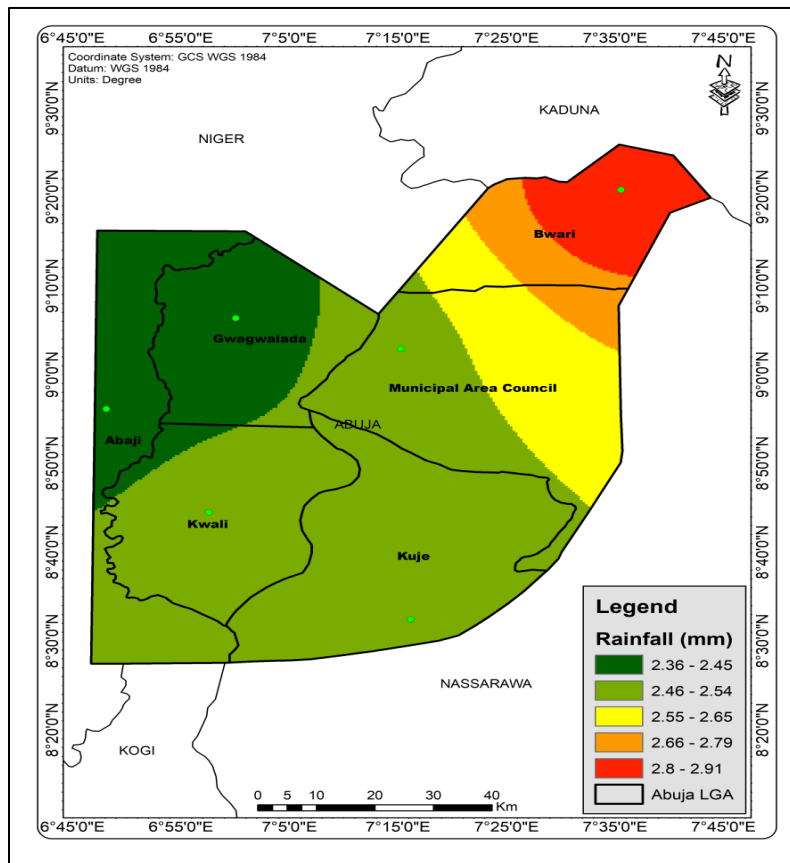 6°45'0"E 6°55'0"E 7°5'0"E 7°15'0"E 7°25'0"E 7°35'0"E 7°45'0"E
Coordinate System: GCS WGS 1984
Datum: WGS 1984
Units: Degree
N
9°30'0"N 9°30'0"N
KADUNA
NIGER
9°20'0"N 9°20'0"N
Bwari
9°10'0"N 9°10'0"N
Gwagwalada
9°0'0"N 9°0'0"N
Municipal Area Council
ABUJA
Abaji
8°50'0"N 8°50'0"N
Kwali
8°40'0"N 8°40'0"N
Kuje
Legend
Rainfall (mm)
8°30'0"N 8°30'0"N
2.36 - 2.45
NASSARAWA
2.46 - 2.54
8°20'0"N 8°20'0"N
2.55 - 2.65
KOGI
2.66 - 2.79
2.8 - 2.91
Abuja LGA
0 5 10 20 30 40
Km
6°45'0"E 6°55'0"E 7°5'0"E 7°15'0"E 7°25'0"E 7°35'0"E 7°45'0"E